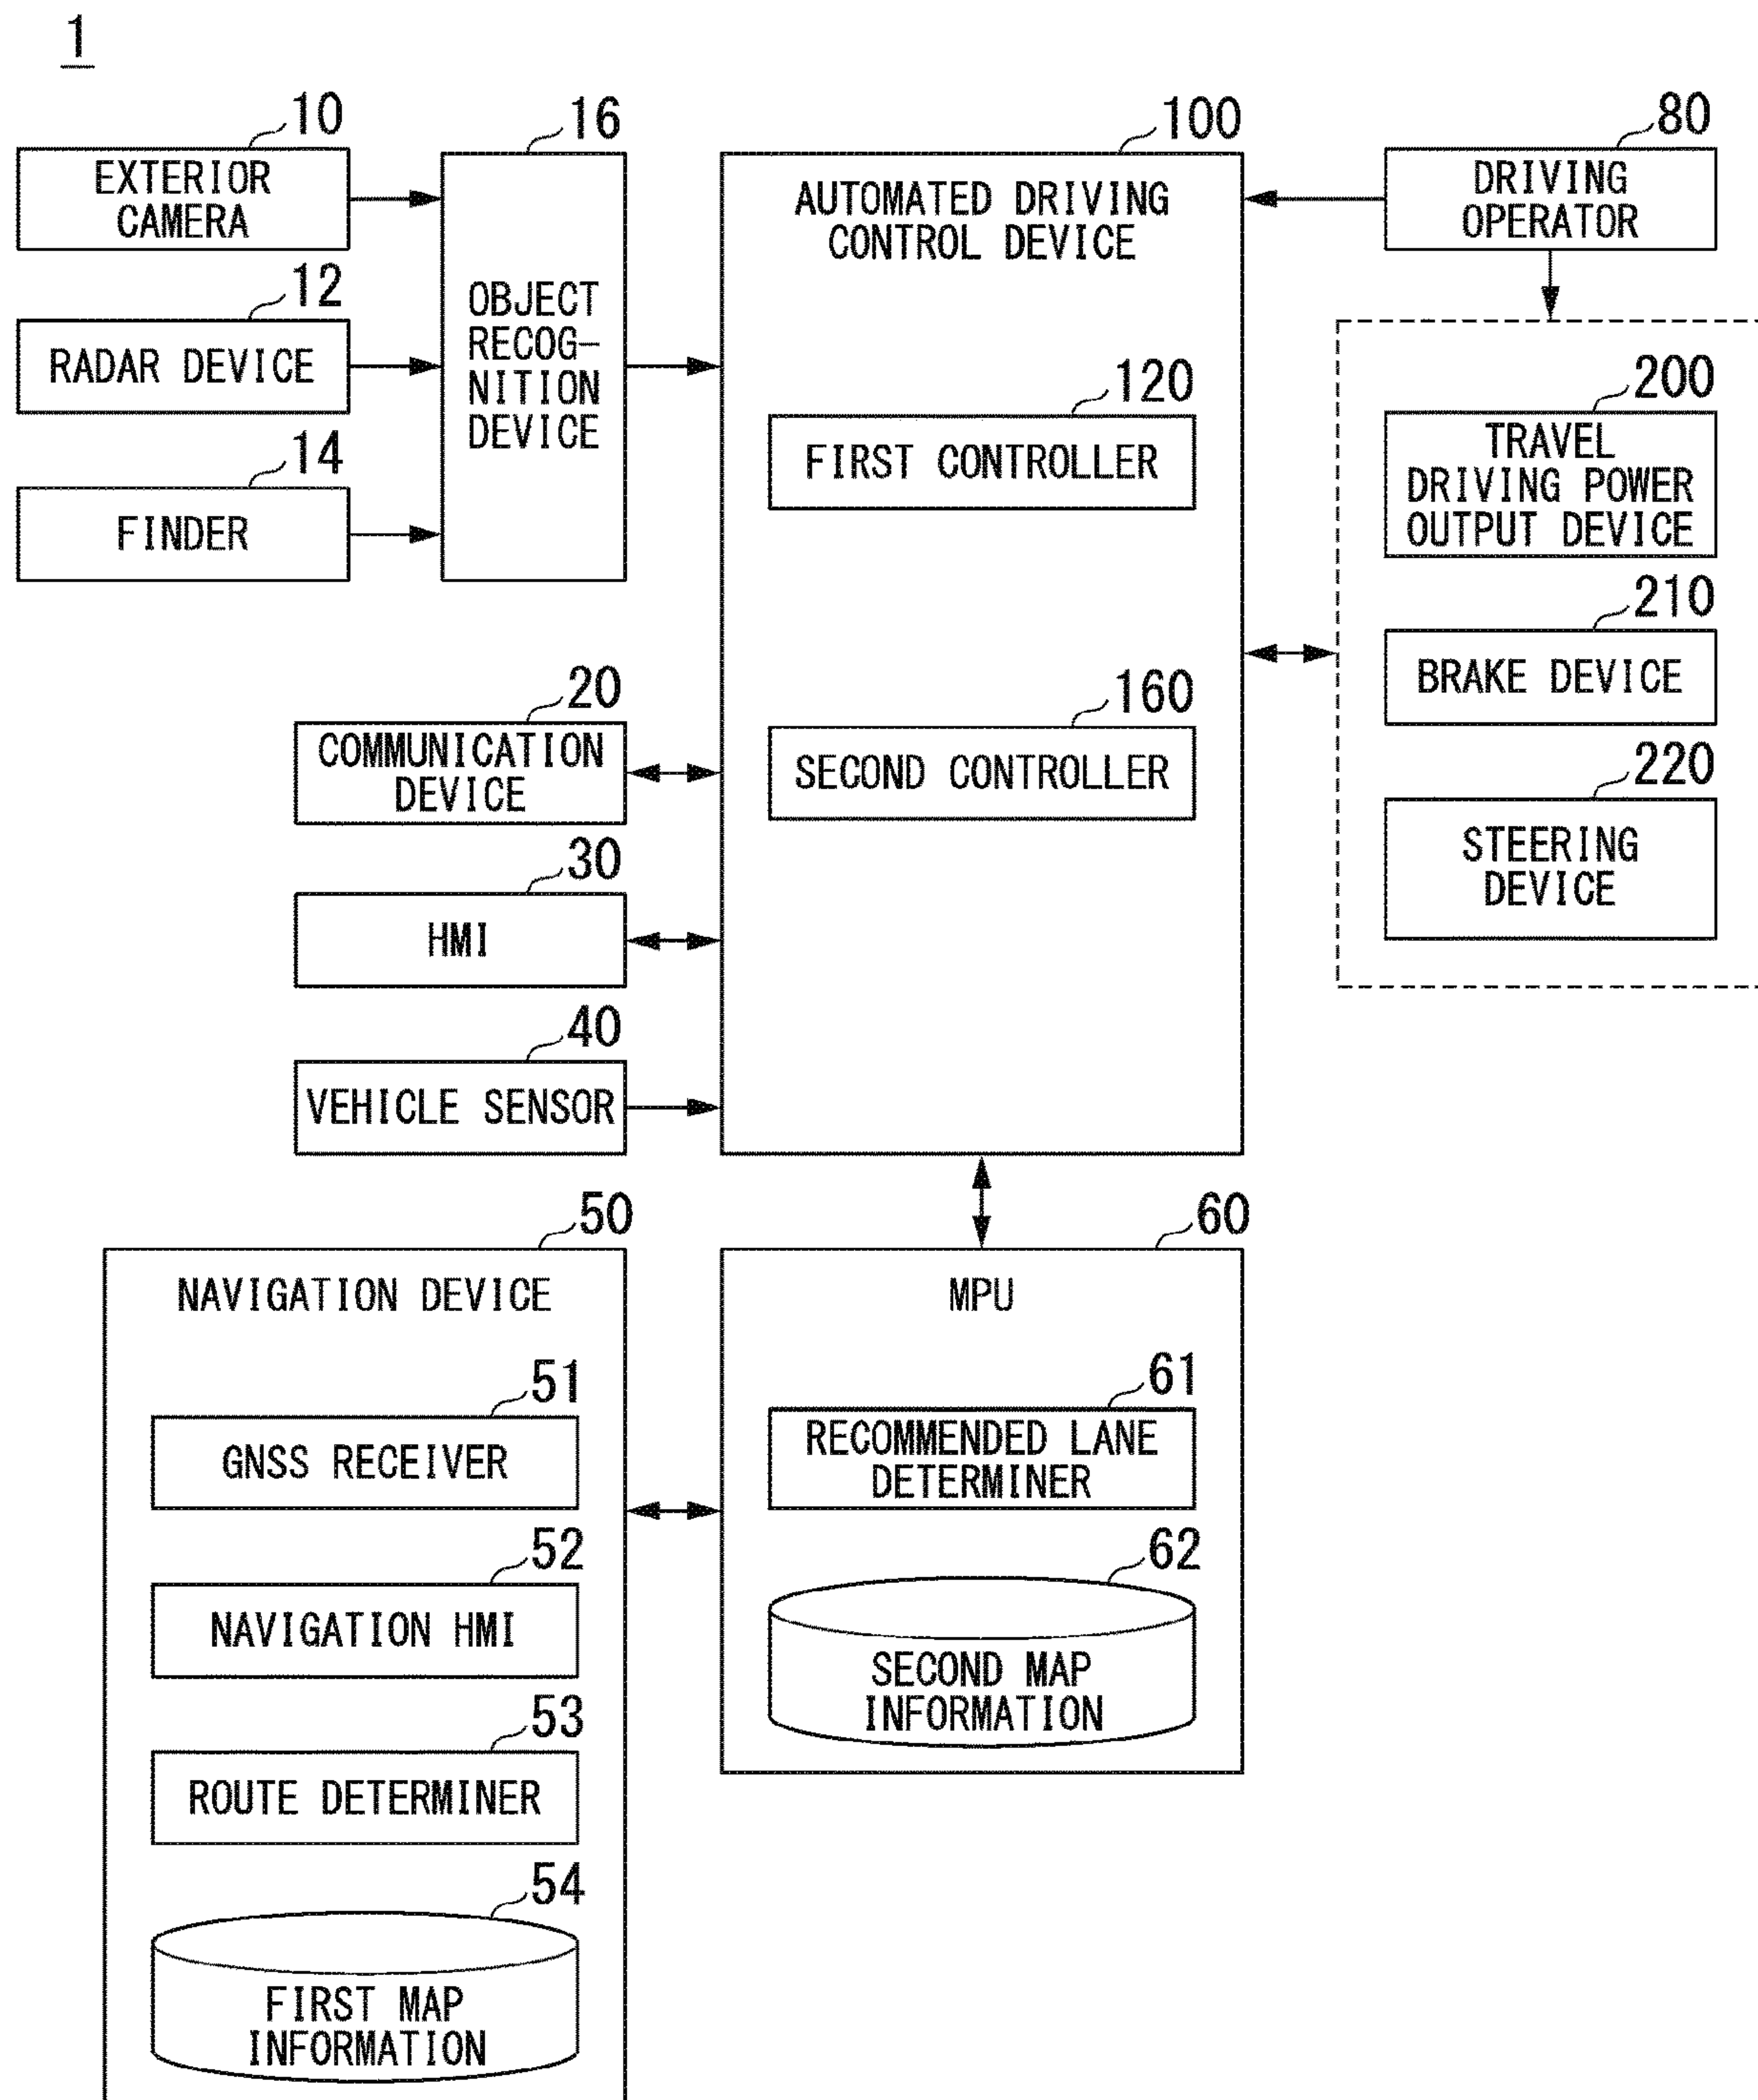 1
10
EXTERIOR
CAMERA
12
RADAR DEVICE
14
FINDER
16
OBJECT
RECOG-
NITION
DEVICE
100
AUTOMATED DRIVING
CONTROL DEVICE
120
FIRST CONTROLLER
160
SECOND CONTROLLER
80
DRIVING
OPERATOR
200
TRAVEL
DRIVING POWER
OUTPUT DEVICE
210
BRAKE DEVICE
220
STEERING
DEVICE
20
COMMUNICATION
DEVICE
30
HMI
40
VEHICLE SENSOR
50
NAVIGATION DEVICE
51
GNSS RECEIVER
52
NAVIGATION HMI
53
ROUTE DETERMINER
54
FIRST MAP
INFORMATION
60
MPU
61
RECOMMENDED LANE
DETERMINER
62
SECOND MAP
INFORMATION